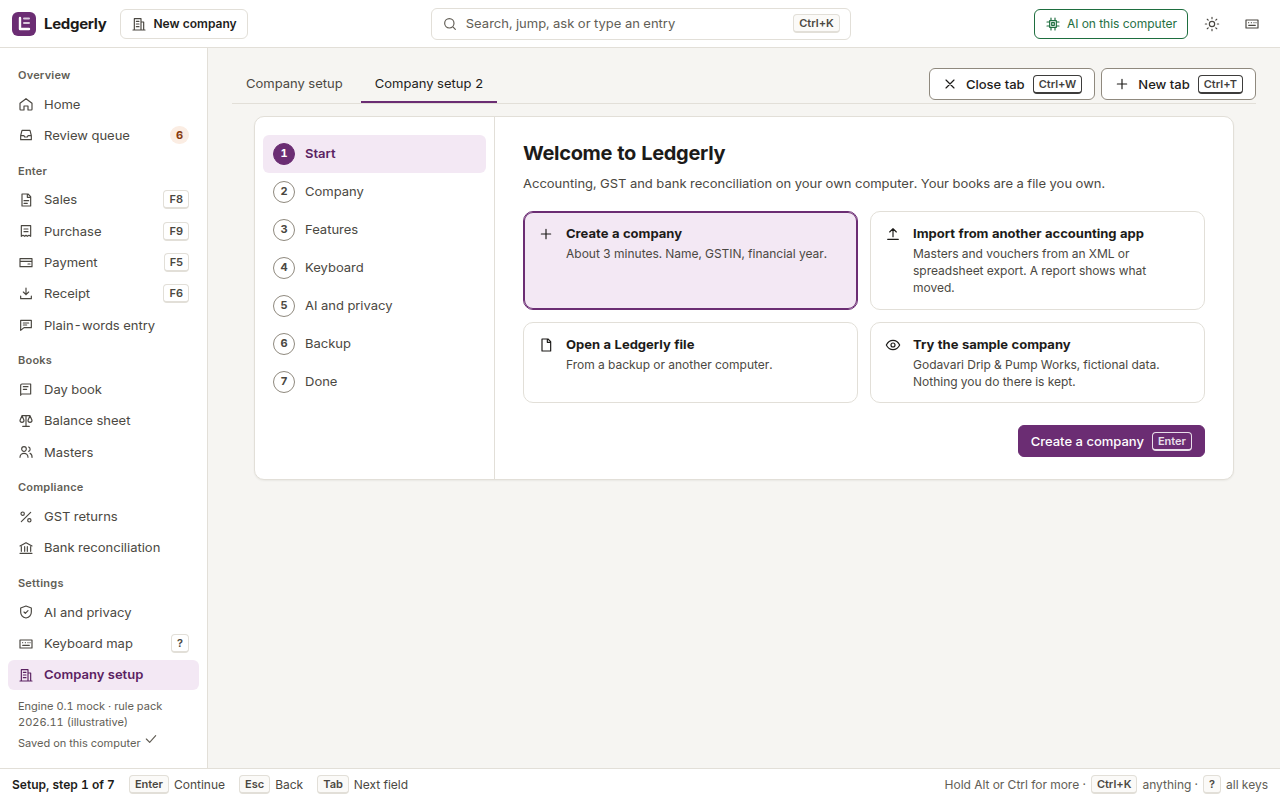 Ledgerly
New company
Search, jump, ask or type an entry
Ctrl+K
AI on this computer
Overview
Home
Review queue 6
Enter
Sales F8
Purchase F9
Payment F5
Receipt F6
Plain-words entry
Books
Day book
Balance sheet
Masters
Compliance
GST returns
Bank reconciliation
Settings
AI and privacy
Keyboard map ?
Company setup
Engine 0.1 mock · rule pack
2026.11 (illustrative)
Saved on this computer
Company setup
Company setup 2
Close tab Ctrl+W
New tab Ctrl+T
1 Start
2 Company
3 Features
4 Keyboard
5 AI and privacy
6 Backup
7 Done
Welcome to Ledgerly
Accounting, GST and bank reconciliation on your own computer. Your books are a file you own.
Create a company
About 3 minutes. Name, GSTIN, financial year.
Import from another accounting app
Masters and vouchers from an XML or
spreadsheet export. A report shows what
moved.
Open a Ledgerly file
From a backup or another computer.
Try the sample company
Godavari Drip & Pump Works, fictional data.
Nothing you do there is kept.
Create a company Enter
Setup, step 1 of 7 Enter Continue Esc Back Tab Next field
Hold Alt or Ctrl for more · Ctrl+K anything · ? all keys